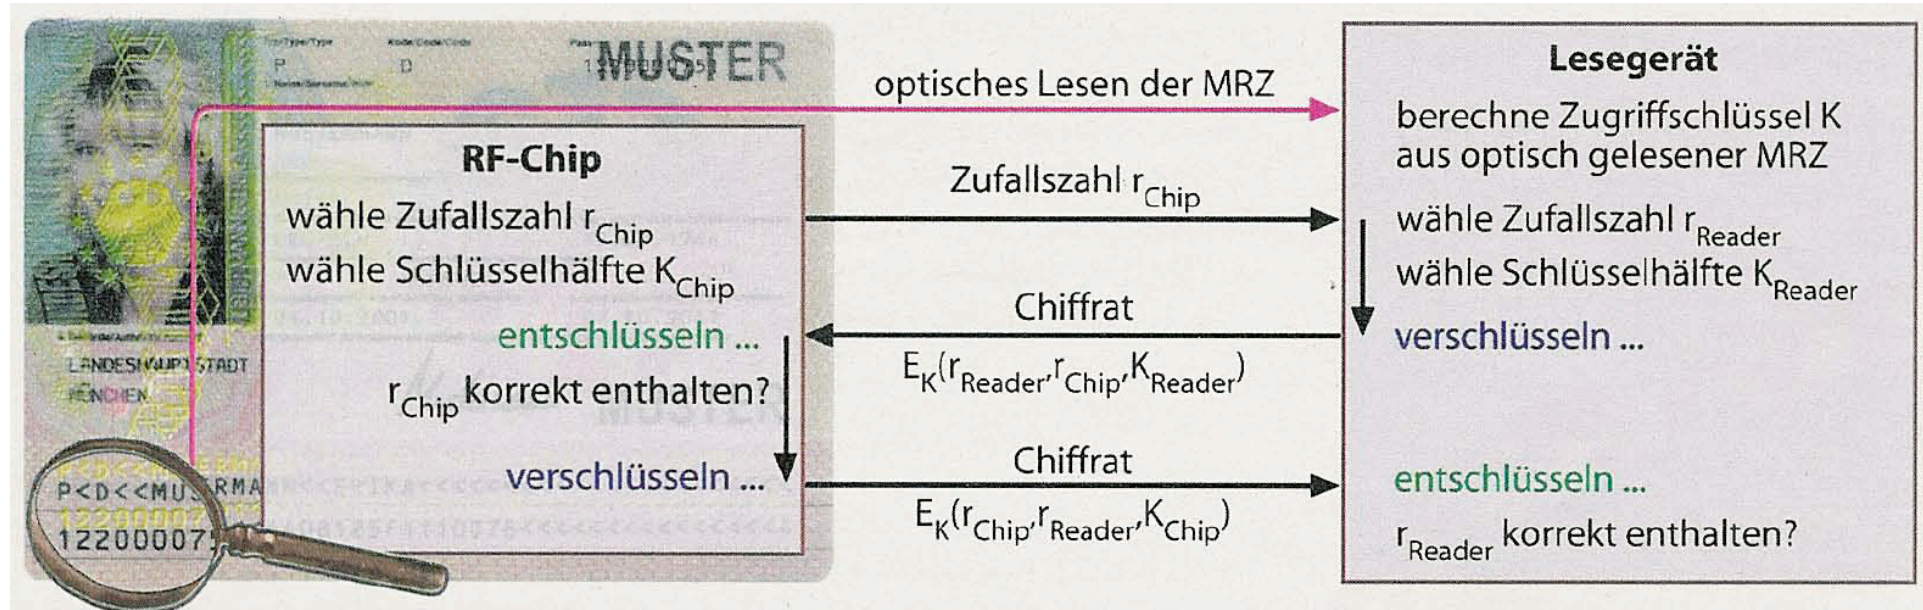 MUSTER
P D
optisches Lesen der MRZ
Lesegerät
berechne Zugriffschlüssel K
aus optisch gelesener MRZ
RF-Chip
wähle Zufallszahl rChip
wähle Schlüsselhälfte KChip
Zufallszahl rChip
wähle Zufallszahl rReader
wähle Schlüsselhälfte KReader
entschlüsseln ...
Chiffrat
EK(rReader,rChip,KReader)
verschlüsseln ...
rChip korrekt enthalten?
LANDESHAUPTSTADT
MÜNCHEN
verschlüsseln ...
Chiffrat
EK(rChip,rReader,KChip)
entschlüsseln ...
rReader korrekt enthalten?
P<D<<MUSTERMA
12200007